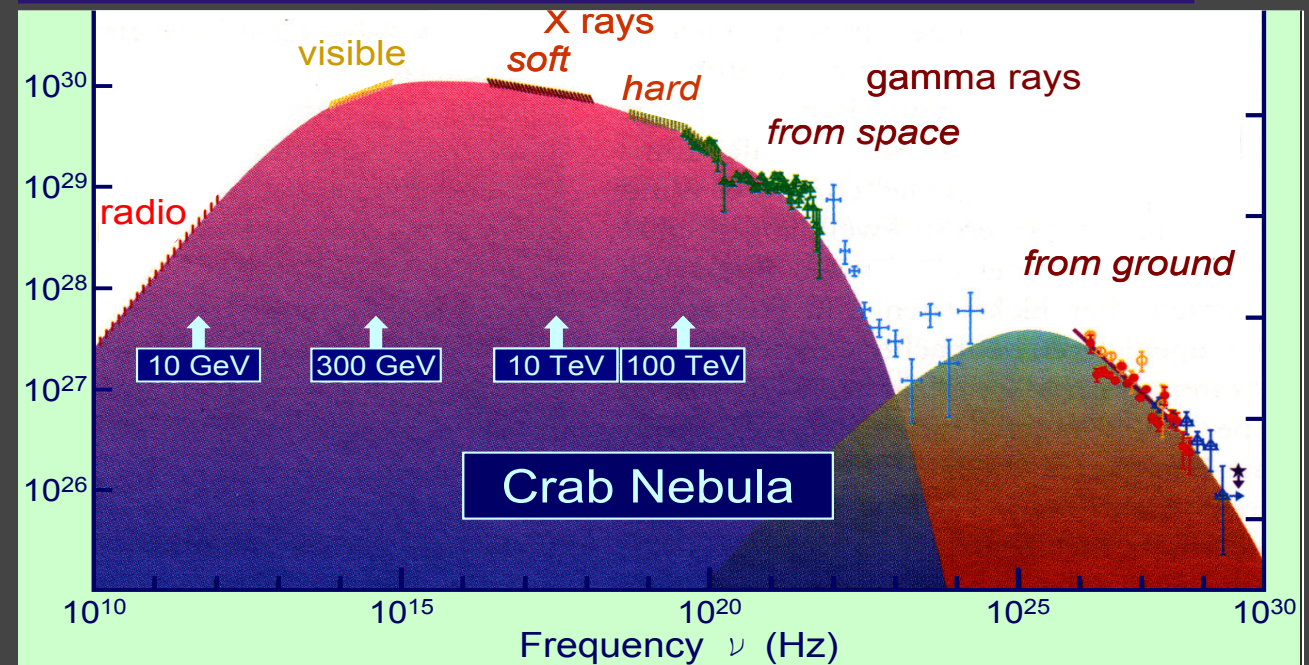 X rays
visible
soft
hard
gamma rays
from space
radio
from ground
10³⁰
10²⁹
10²⁸
10²⁷
10²⁶
10 GeV
300 GeV
10 TeV
100 TeV
Crab Nebula
10¹⁰
10¹⁵
10²⁰
10²⁵
10³⁰
Frequency ν (Hz)